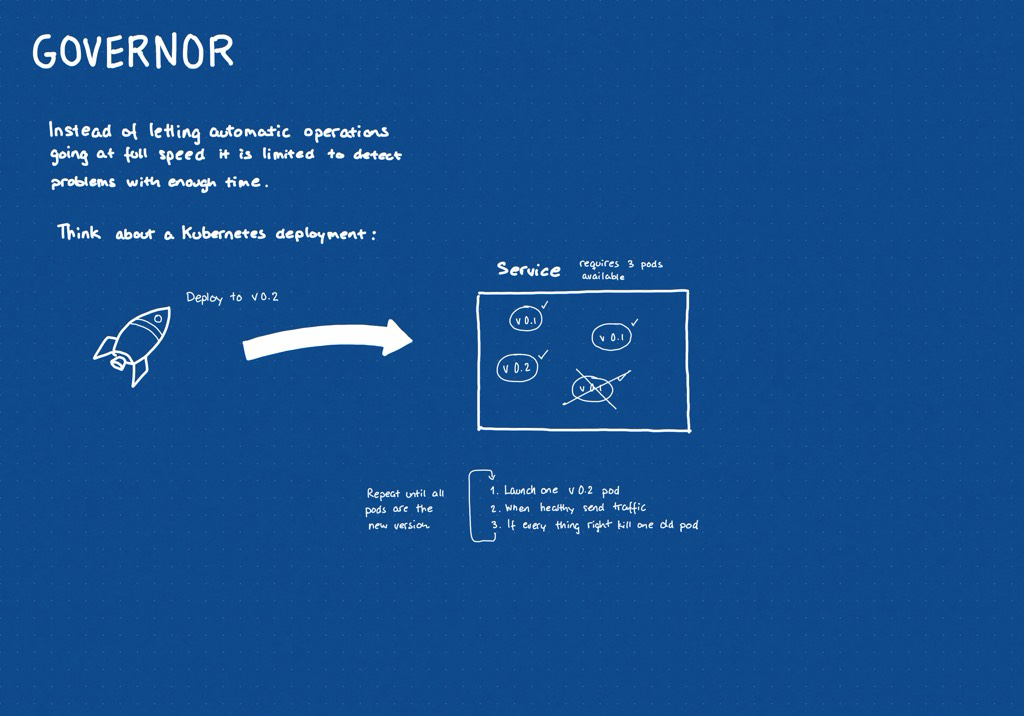 GOVERNOR
Instead of letting automatic operations
going at full speed it is limited to detect
problems with enough time.
Think about a Kubernetes deployment:
Service
requires 3 pods
available
Deploy to v0.2
v 0.1
v 0.1
v 0.2
v 0.1
Repeat until all
pods are the
new version
1. Launch one v 0.2 pod
2. When healthy send traffic
3. If every thing right kill one old pod